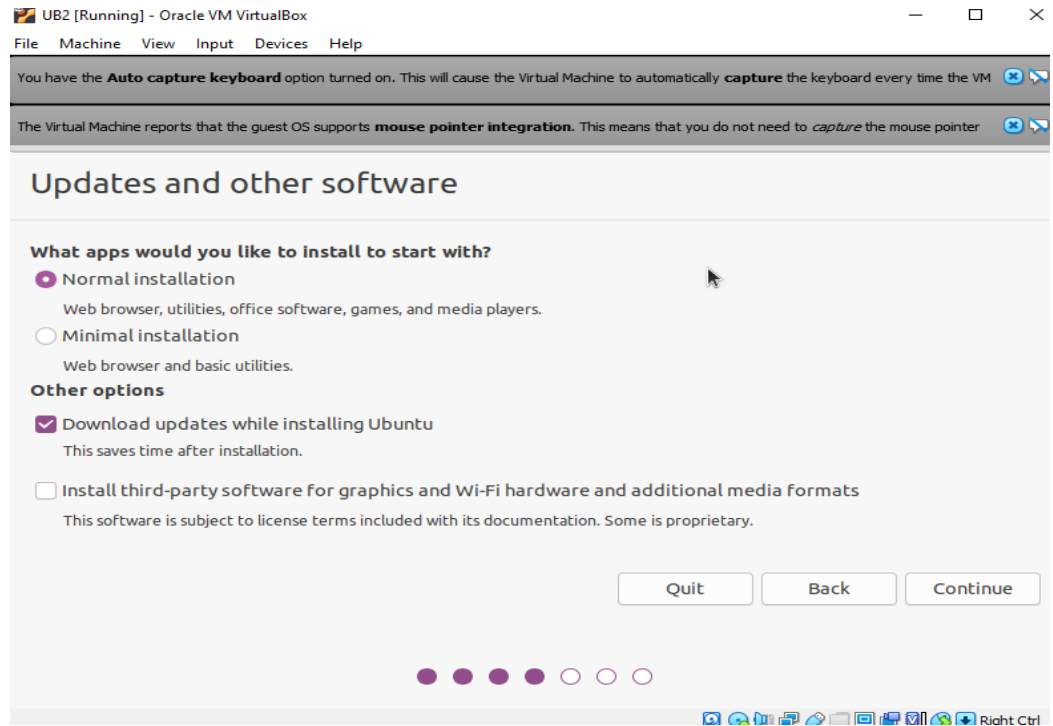 UB2 [Running] - Oracle VM VirtualBox
File Machine View Input Devices Help
You have the Auto capture keyboard option turned on. This will cause the Virtual Machine to automatically capture the keyboard every time the VM
The Virtual Machine reports that the guest OS supports mouse pointer integration. This means that you do not need to capture the mouse pointer
Updates and other software
What apps would you like to install to start with?
Normal installation
Web browser, utilities, office software, games, and media players.
Minimal installation
Web browser and basic utilities.
Other options
Download updates while installing Ubuntu
This saves time after installation.
Install third-party software for graphics and Wi-Fi hardware and additional media formats
This software is subject to license terms included with its documentation. Some is proprietary.
Quit Back Continue
Right Ctrl